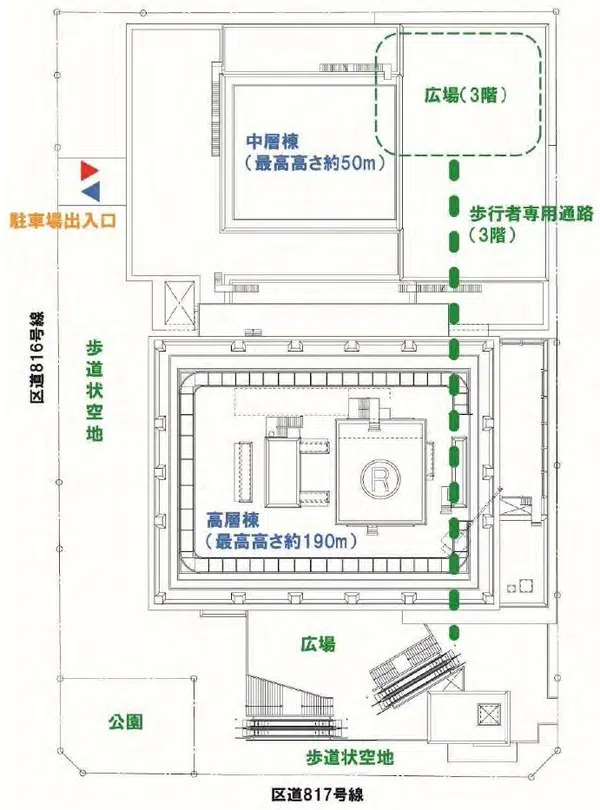 広場(3階)
中層棟
(最高高さ約50m)
駐車場出入口
歩行者専用通路
(3階)
区道816号線
歩道状空地
R
高層棟
(最高高さ約190m)
広場
公園
歩道状空地
区道817号線